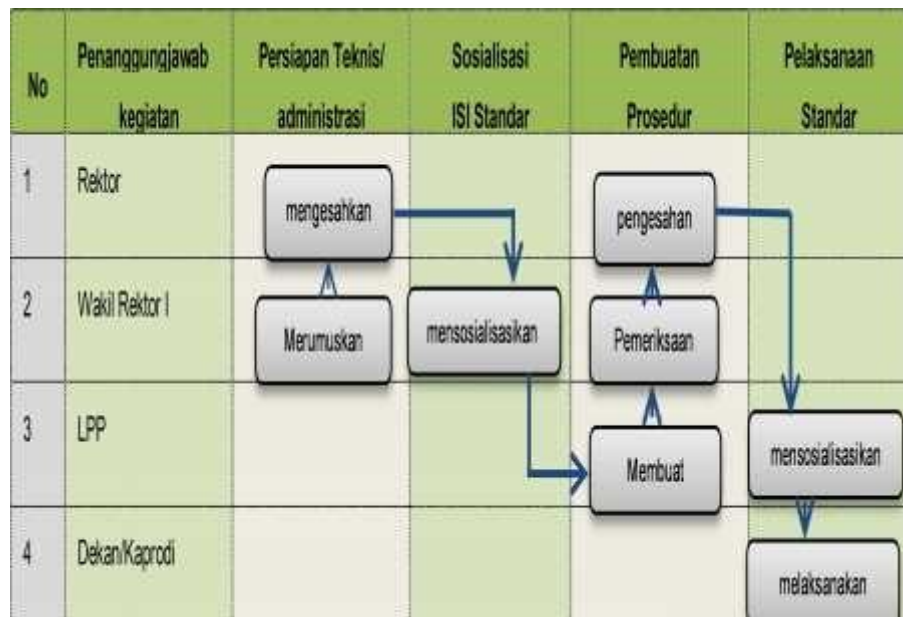 No
Penanggungjawab
kegiatan
Persiapan Teknis/
administrasi
Sosialisasi
ISI Standar
Pembuatan
Prosedur
Pelaksanaan
Standar
1
Rektor
mengesahkan
pengesahan
2
Wakil Rektor I
Merumuskan
mensosialisasikan
Pemeriksaan
3
LPP
Membuat
mensosialisasikan
4
Dekan/Kaprodi
melaksanakan